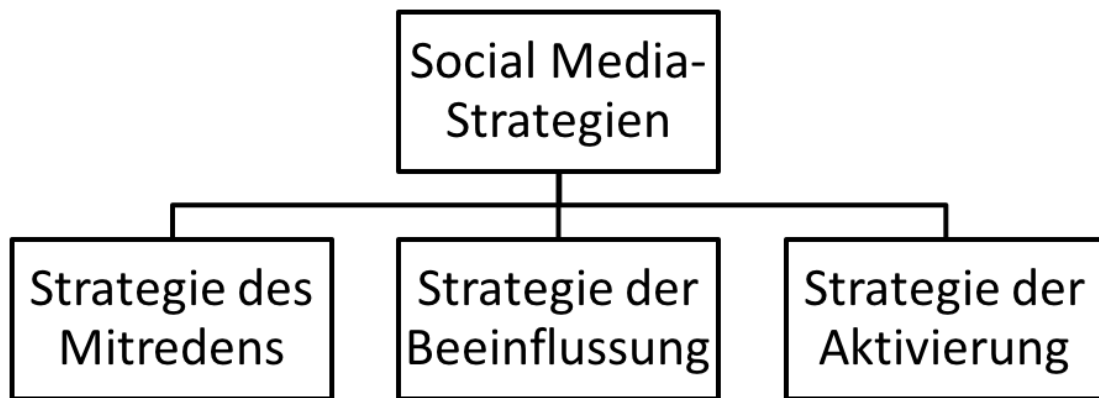 Social Media-
Strategien
Strategie des
Mitredens
Strategie der
Beeinflussung
Strategie der
Aktivierung